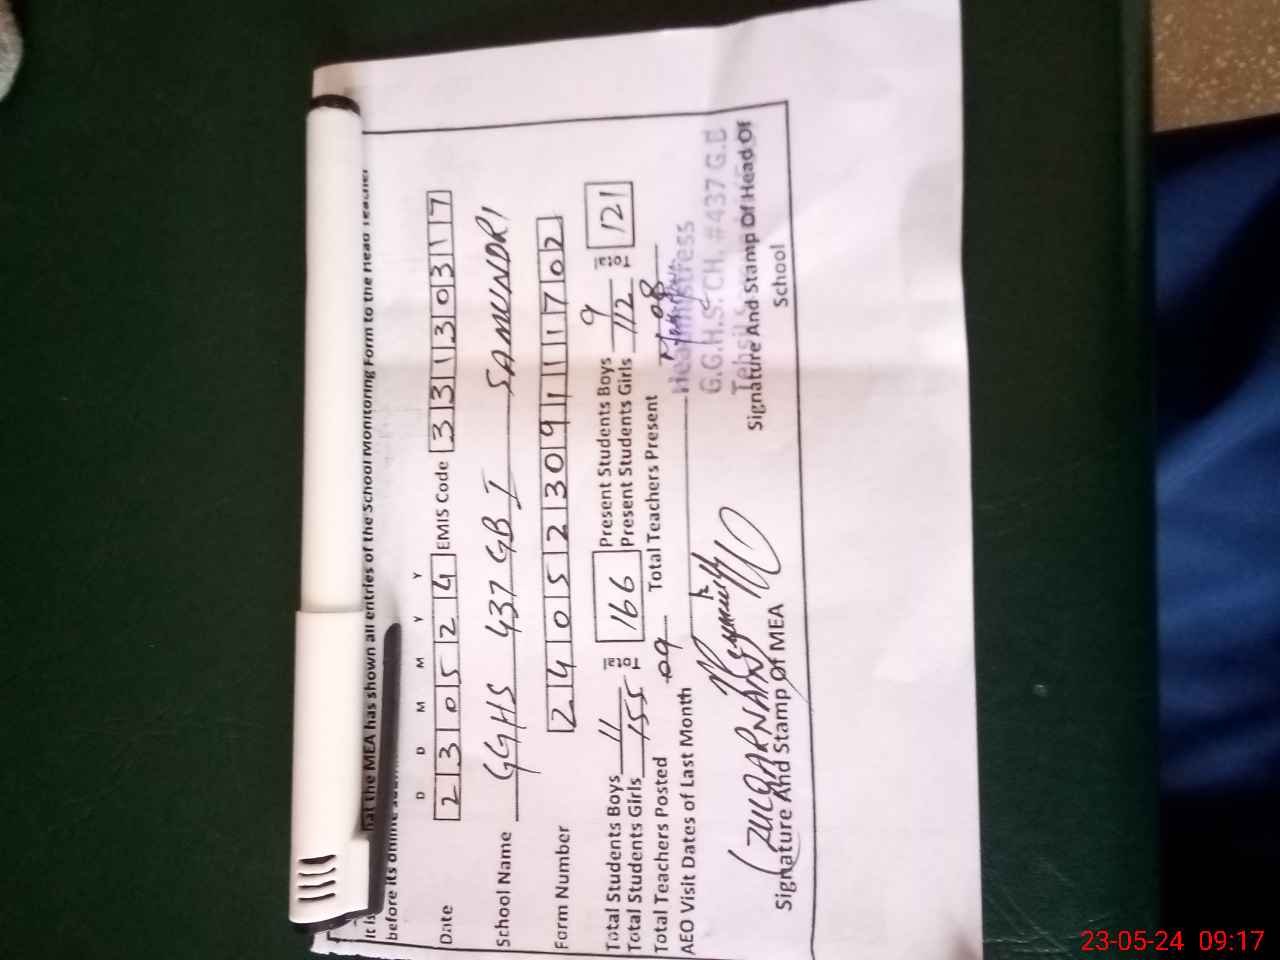 It is hat the MEA has shown all entries of the School Monitoring Form to the Head Teacher
before its online
D D M M Y Y
Date 2 3 0 5 2 4 EMIS Code 3 3 1 3 0 3 1 7
School Name GGHS 437 GB I SAMUNDRI
Form Number 2 4 0 5 2 3 0 9 1 1 1 7 0 2
Total Students Boys 11 Total 166 Present Students Boys 9 Total 121
Total Students Girls 155 Present Students Girls 112
Total Teachers Posted 09 Total Teachers Present 08
AEO Visit Dates of Last Month
Headmistress
G.G.H.S. CH. #437 G.B
Tehsil
(ZULQARNAIN
Signature And Stamp Of MEA
Signature And Stamp Of Head Of
School
23-05-24 09:17